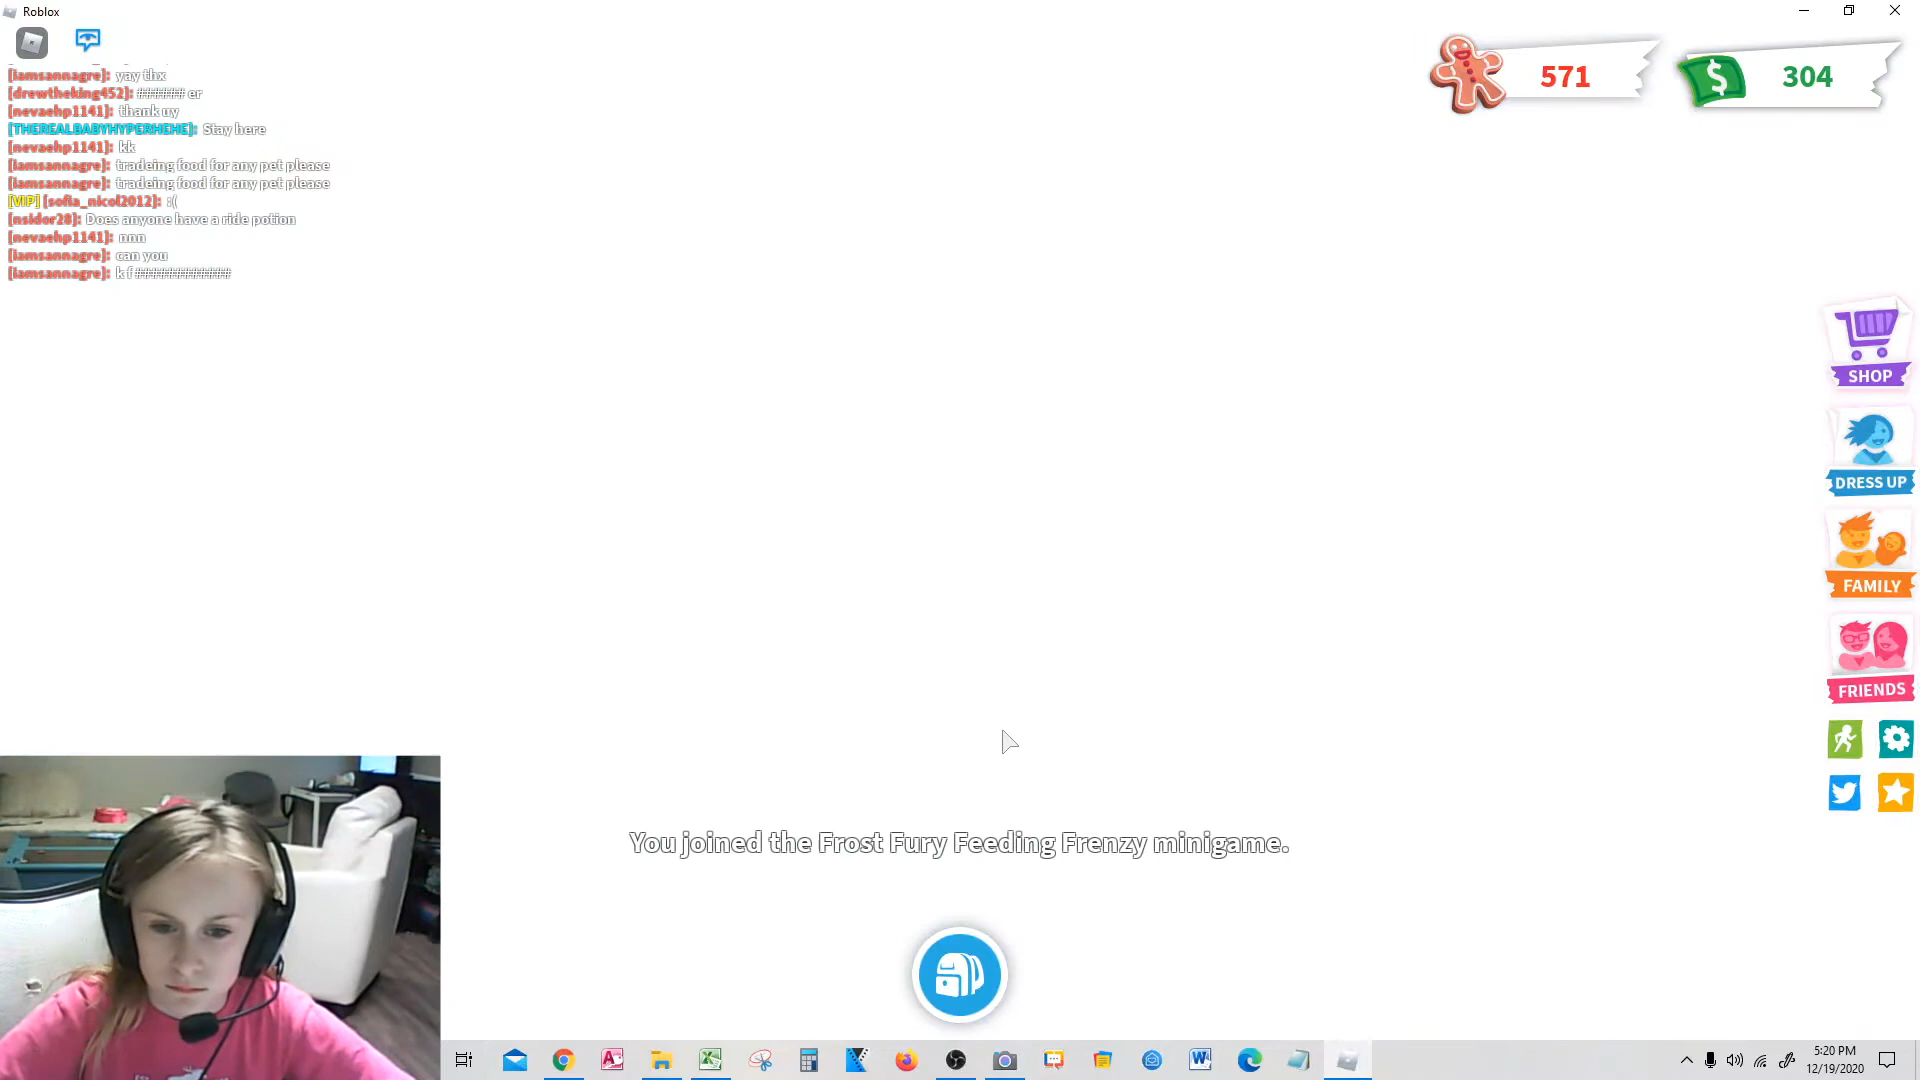 Roblox
571
304
[iamsannagre]: yay thx
[drewtheking452]: ###### er
[nevaehp1141]: thank uy
[THEREALBABYHYPERHEHE]: Stay here
[nevaehp1141]: kk
[iamsannagre]: tradeing food for any pet please
[iamsannagre]: tradeing food for any pet please
[VIP] [sofia_nicol2012]: :(
[nsidor28]: Does anyone have a ride potion
[nevaehp1141]: nnn
[iamsannagre]: can you
[iamsannagre]: k f ############
SHOP
DRESS UP
FAMILY
FRIENDS
You joined the Frost Fury Feeding Frenzy minigame.
5:20 PM
12/19/2020